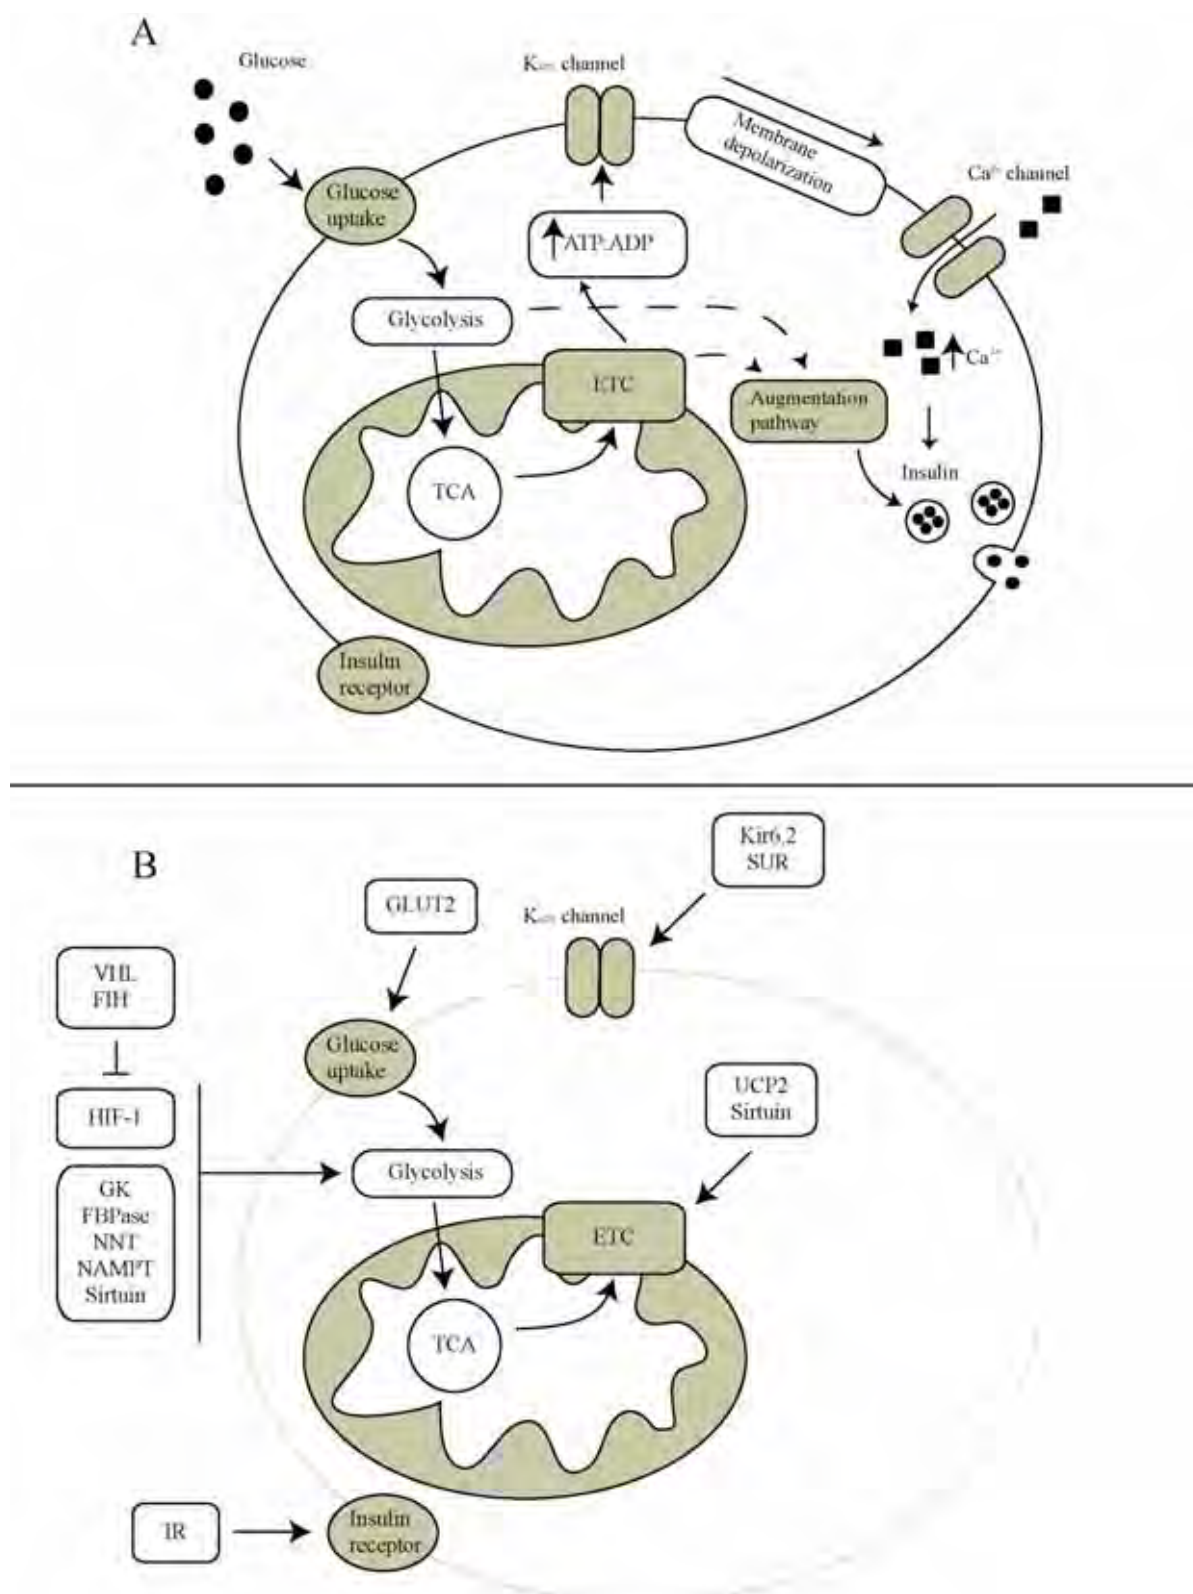 A
Glucose
K channel
Membrane
depolarization
Ca²⁺ channel
Glucose
uptake
ATP:ADP
Glycolysis
Ca²⁺
ETC
Augmentation
pathway
Insulin
TCA
Insulin
receptor
B
Kir6.2
SUR
GLUT2
K channel
VHL
FIH
Glucose
uptake
UCP2
Sirtuin
HIF-1
Glycolysis
GK
FBPase
NNT
NAMPT
Sirtuin
ETC
TCA
IR
Insulin
receptor